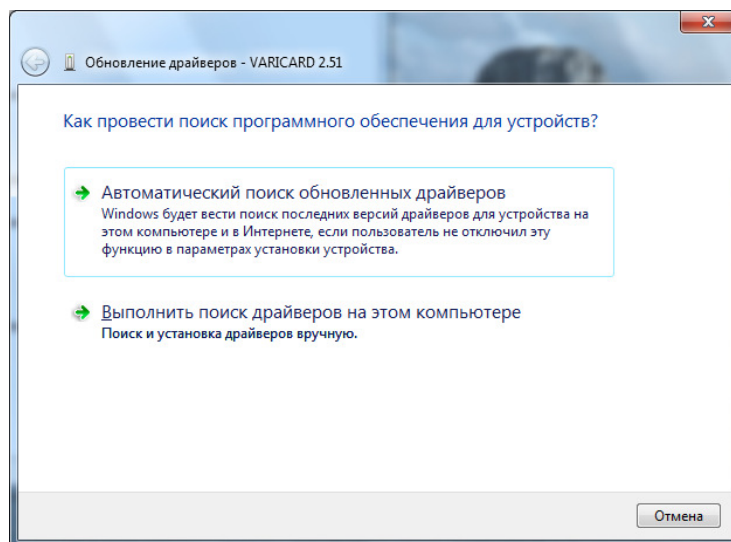 Обновление драйверов - VARICARD 2.51
Как провести поиск программного обеспечения для устройств?
Автоматический поиск обновленных драйверов
Windows будет вести поиск последних версий драйверов для устройства на
этом компьютере и в Интернете, если пользователь не отключил эту
функцию в параметрах установки устройства.
Выполнить поиск драйверов на этом компьютере
Поиск и установка драйверов вручную.
Отмена